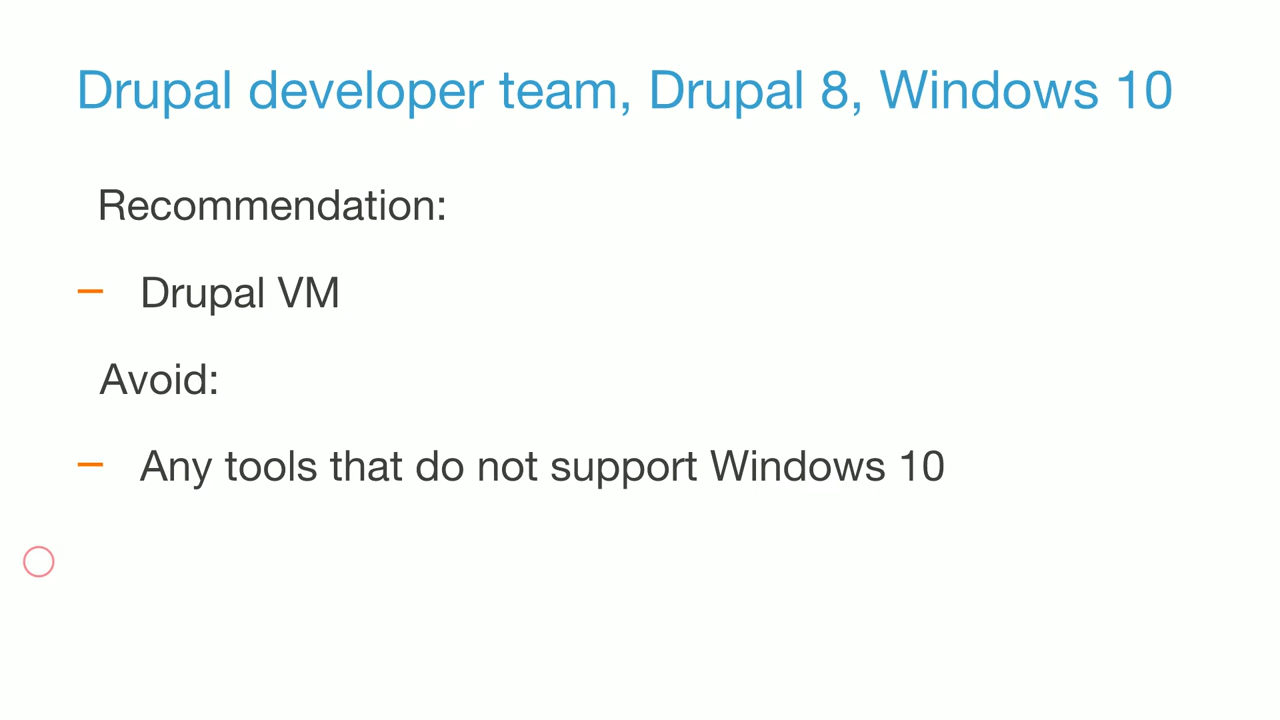 Drupal developer team, Drupal 8, Windows 10
Recommendation:
– Drupal VM
Avoid:
– Any tools that do not support Windows 10